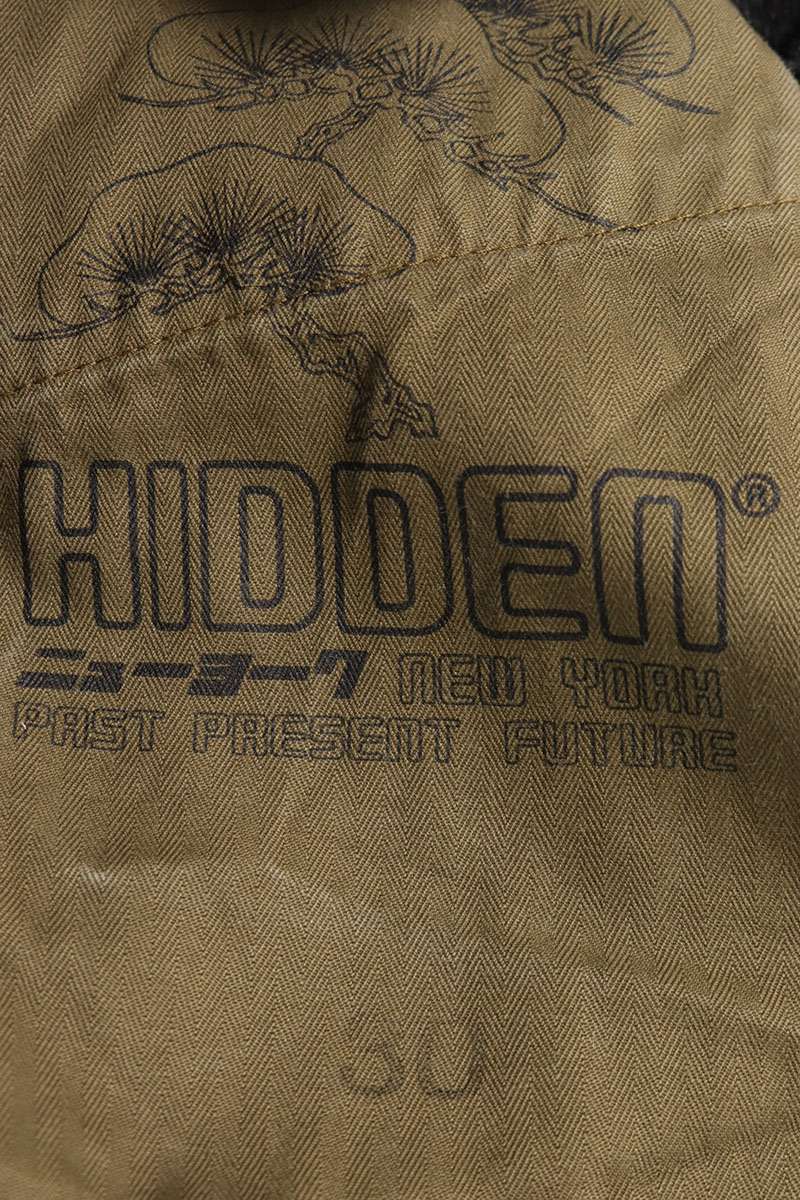 HIDDEN®
ニューヨーク NEW YORK
PAST PRESENT FUTURE